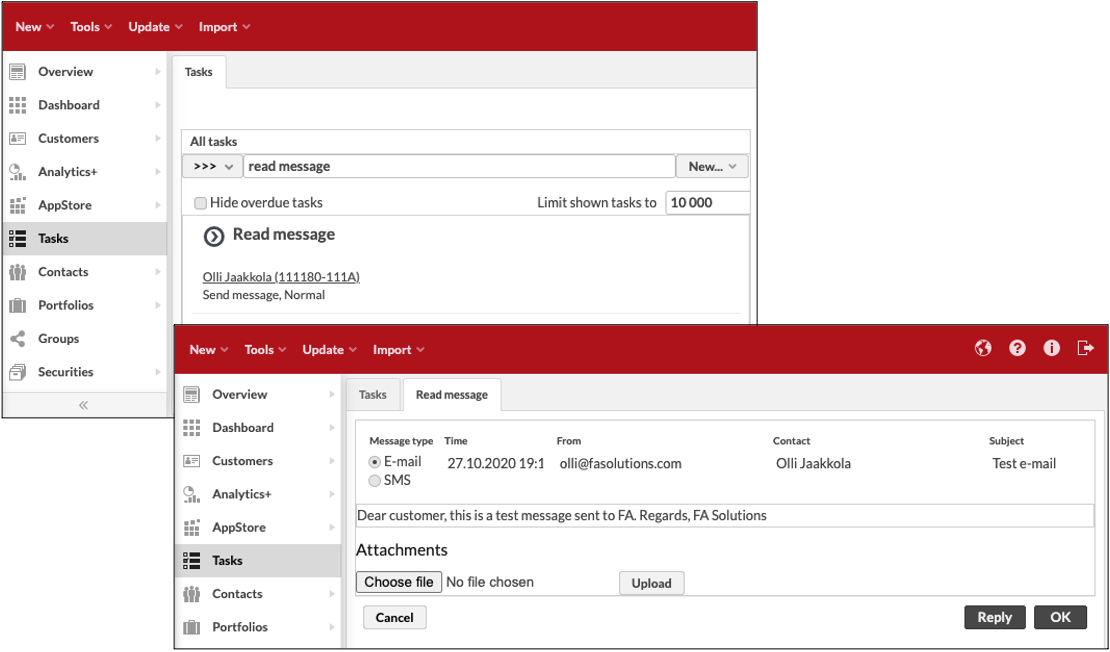 New Tools Update Import
Overview
Dashboard
Customers
Analytics+
AppStore
Tasks
Contacts
Portfolios
Groups
Securities
«
Tasks
All tasks
>>> read message New...
Hide overdue tasks Limit shown tasks to 10 000
Read message
Olli Jaakkola (111180-111A)
Send message, Normal
New Tools Update Import
Overview
Dashboard
Customers
Analytics+
AppStore
Tasks
Contacts
Portfolios
Tasks Read message
Message type Time From Contact Subject
E-mail 27.10.2020 19:1 olli@fasolutions.com Olli Jaakkola Test e-mail
SMS
Dear customer, this is a test message sent to FA. Regards, FA Solutions
Attachments
Choose file No file chosen Upload
Cancel Reply OK